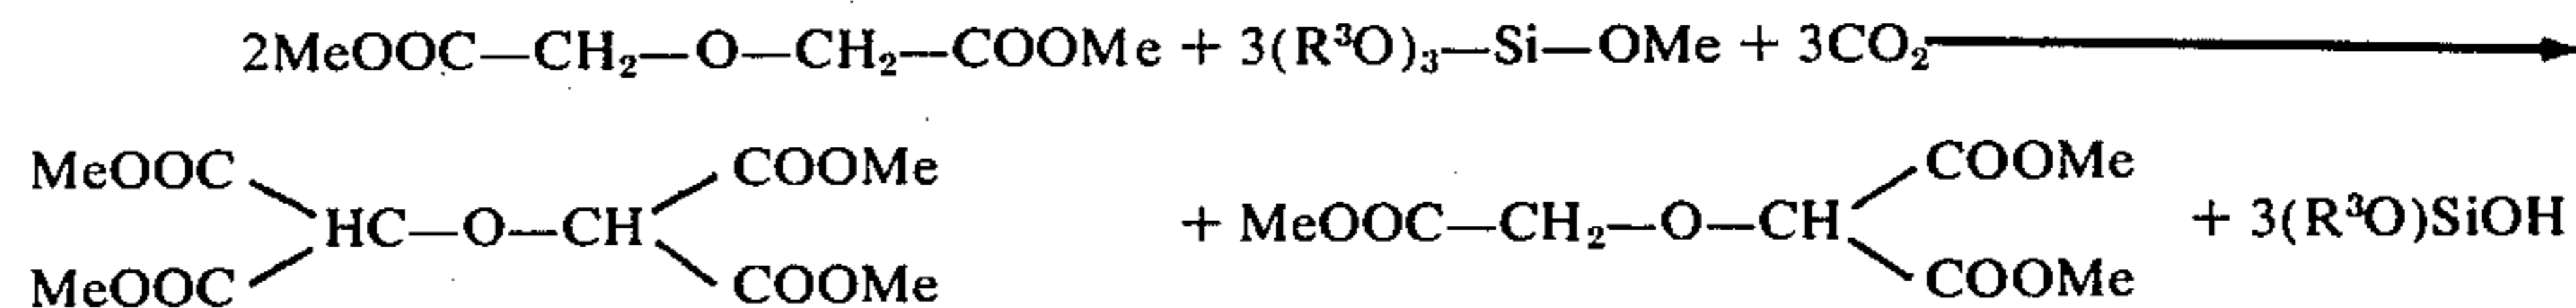 2MeOOC—CH₂—O—CH₂—COOMe + 3(R³O)₃—Si—OMe + 3CO₂
MeOOC COOMe COOMe
HC—O—CH + MeOOC—CH₂—O—CH + 3(R³O)SiOH
MeOOC COOMe COOMe